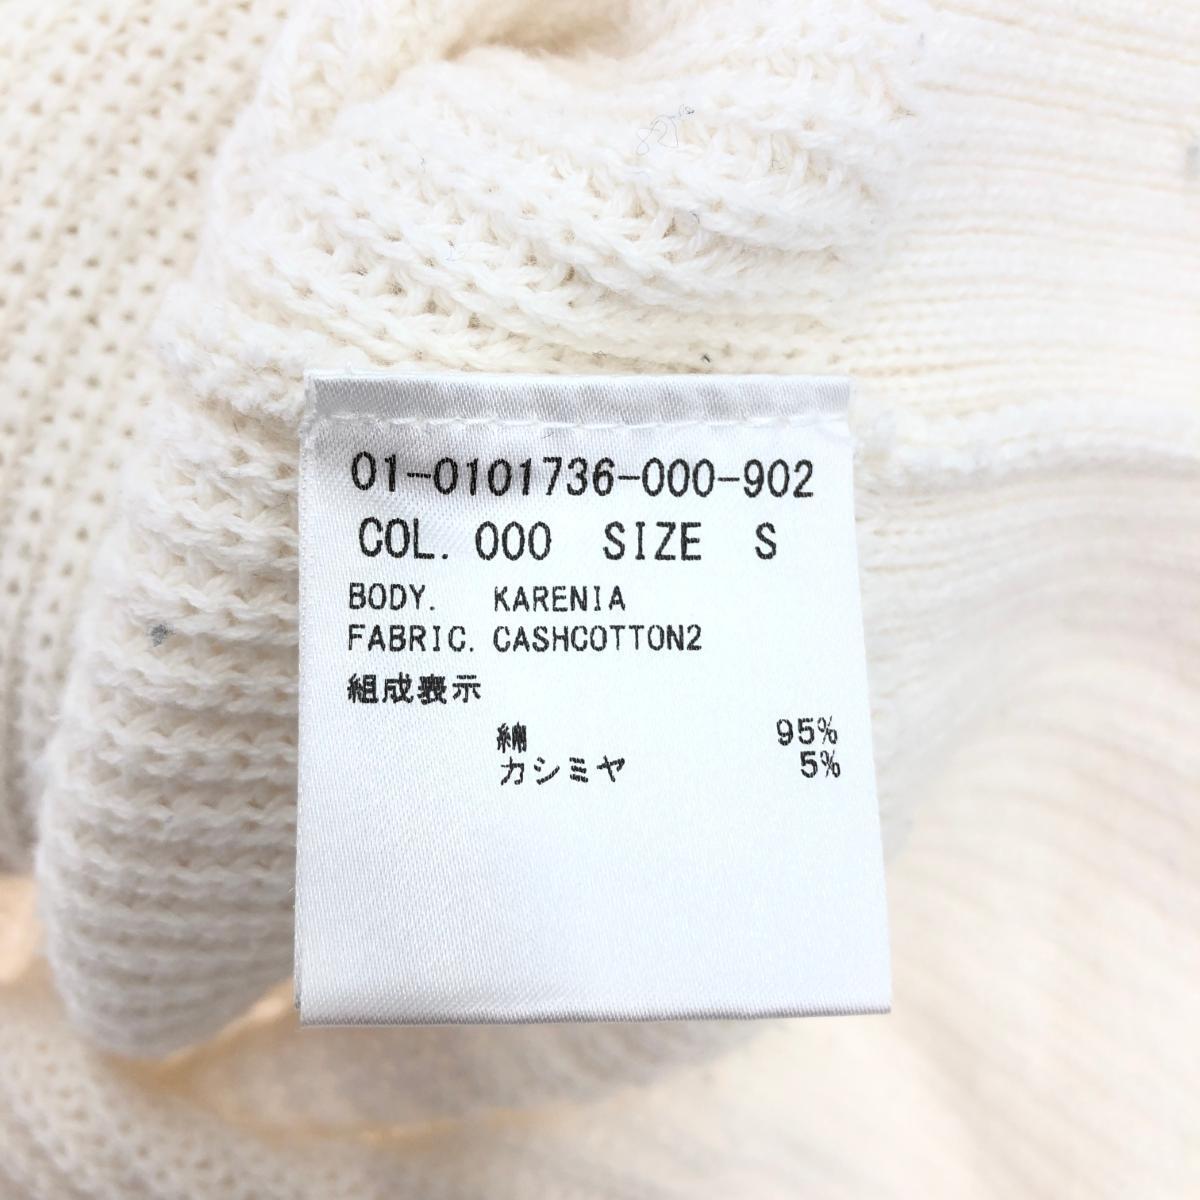 01-0101736-000-902
COL. 000 SIZE S
BODY. KARENIA
FABRIC. CASHCOTTON2
組成表示
綿 95%
カシミヤ 5%